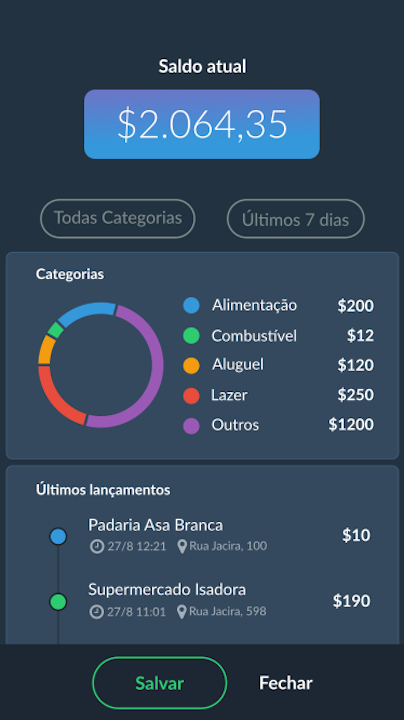 Saldo atual
$2.064,35
Todas Categorias
Últimos 7 dias
Categorias
Alimentação $200
Combustível $12
Aluguel $120
Lazer $250
Outros $1200
Últimos lançamentos
Padaria Asa Branca
27/8 12:21 Rua Jacira, 100
$10
Supermercado Isadora
27/8 11:01 Rua Jacira, 598
$190
Salvar
Fechar